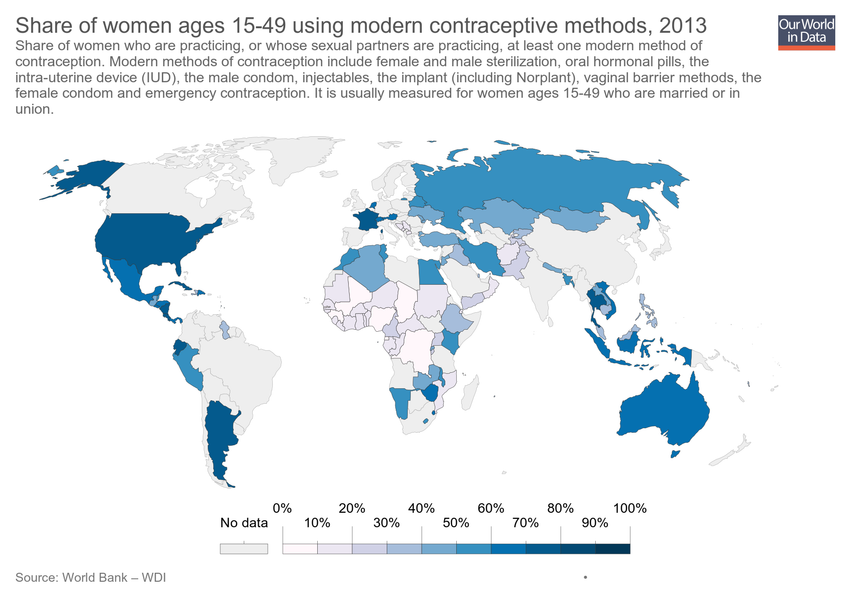 Share of women ages 15-49 using modern contraceptive methods, 2013
Our World
in Data
Share of women who are practicing, or whose sexual partners are practicing, at least one modern method of
contraception. Modern methods of contraception include female and male sterilization, oral hormonal pills, the
intra-uterine device (IUD), the male condom, injectables, the implant (including Norplant), vaginal barrier methods, the
female condom and emergency contraception. It is usually measured for women ages 15-49 who are married or in
union.
0% 20% 40% 60% 80% 100%
No data 10% 30% 50% 70% 90%
Source: World Bank – WDI